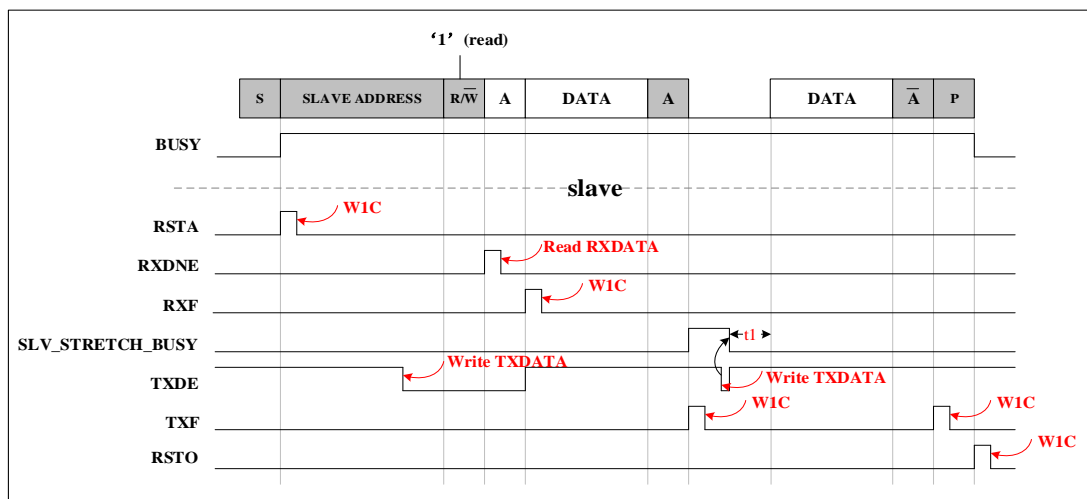 ‘1’ (read)
S SLAVE ADDRESS R/W̅ A DATA A DATA A̅ P
BUSY
slave
RSTA W1C
RXDNE Read RXDATA
RXF W1C
SLV_STRETCH_BUSY t1
TXDE Write TXDATA Write TXDATA
TXF W1C W1C
RSTO W1C